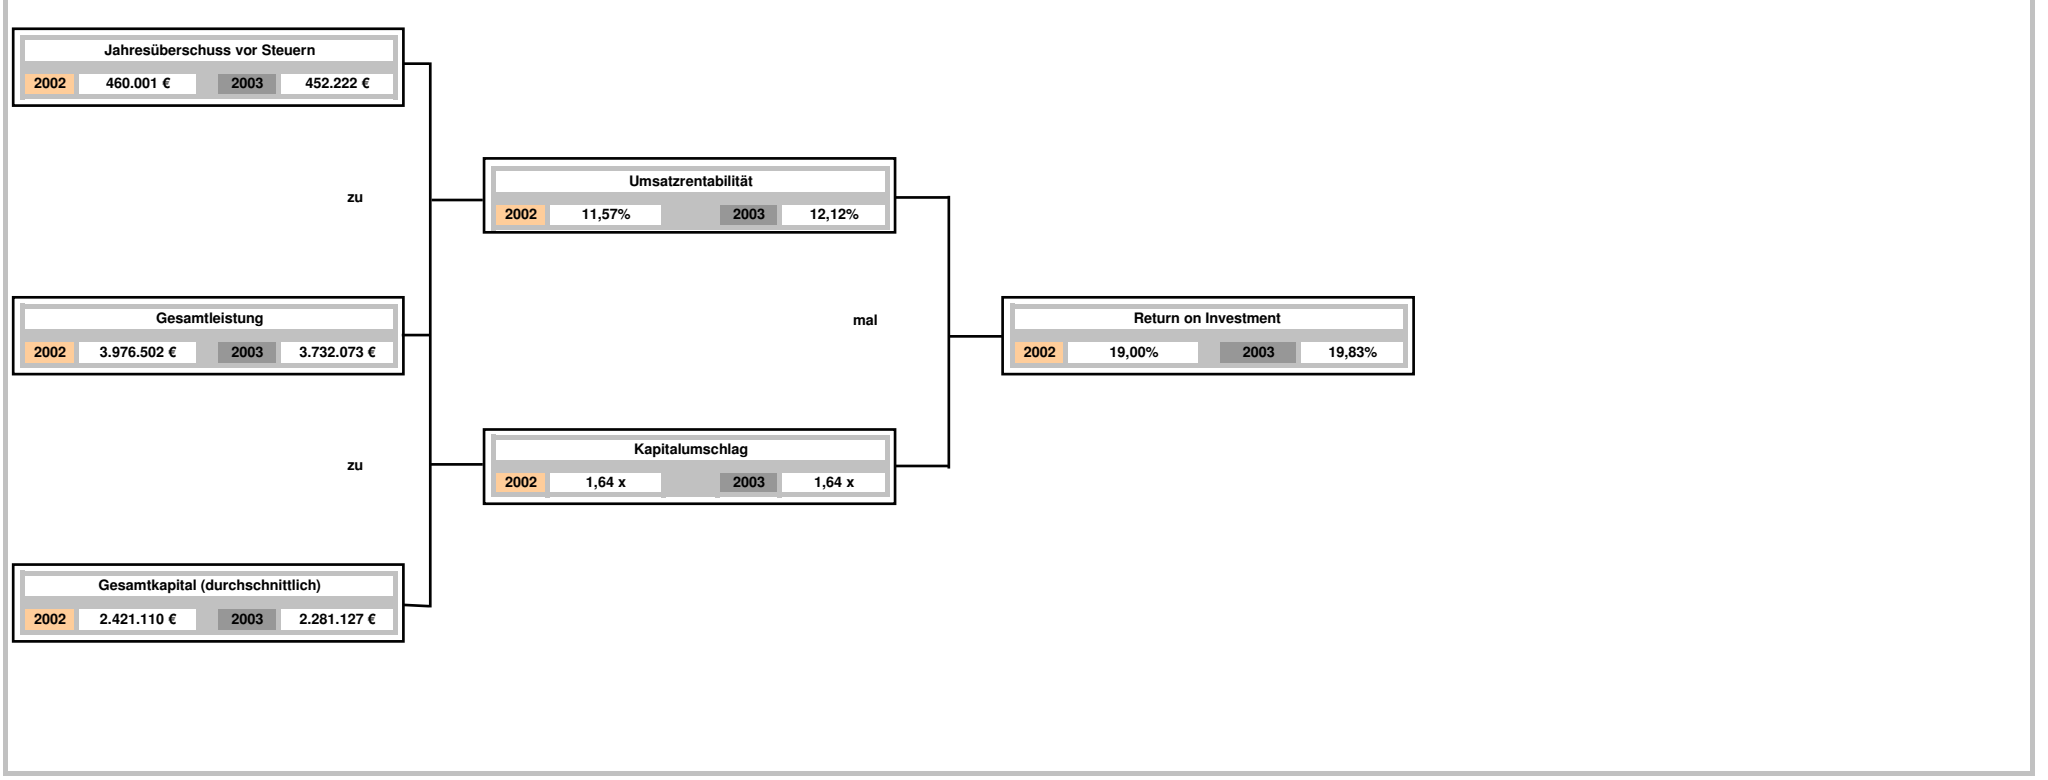 Jahresüberschuss vor Steuern
2002 460.001 € 2003 452.222 €
zu
Umsatzrentabilität
2002 11,57% 2003 12,12%
Gesamtleistung
2002 3.976.502 € 2003 3.732.073 €
mal
Return on Investment
2002 19,00% 2003 19,83%
zu
Kapitalumschlag
2002 1,64 x 2003 1,64 x
Gesamtkapital (durchschnittlich)
2002 2.421.110 € 2003 2.281.127 €